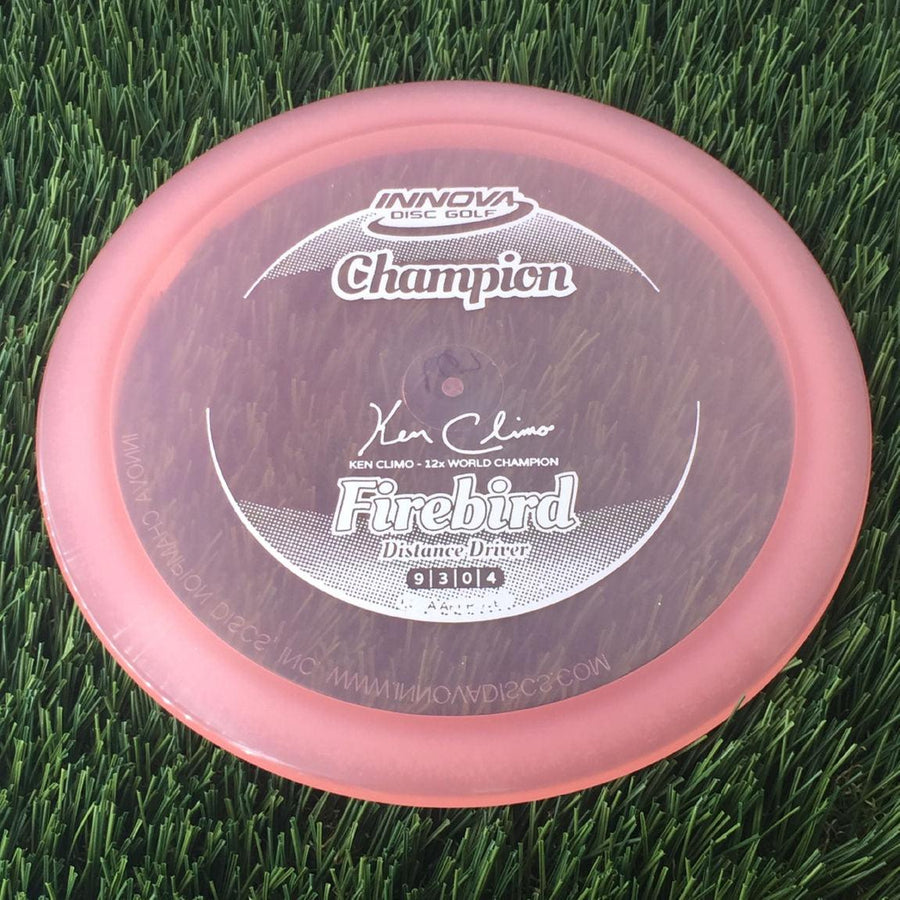 INNOVA
DISC GOLF
Champion
Ken Climo
KEN CLIMO - 12x WORLD CHAMPION
Firebird
Distance Driver
9|3|0|4
INNOVA CHAMPION DISCS, INC. WWW.INNOVADISCS.COM